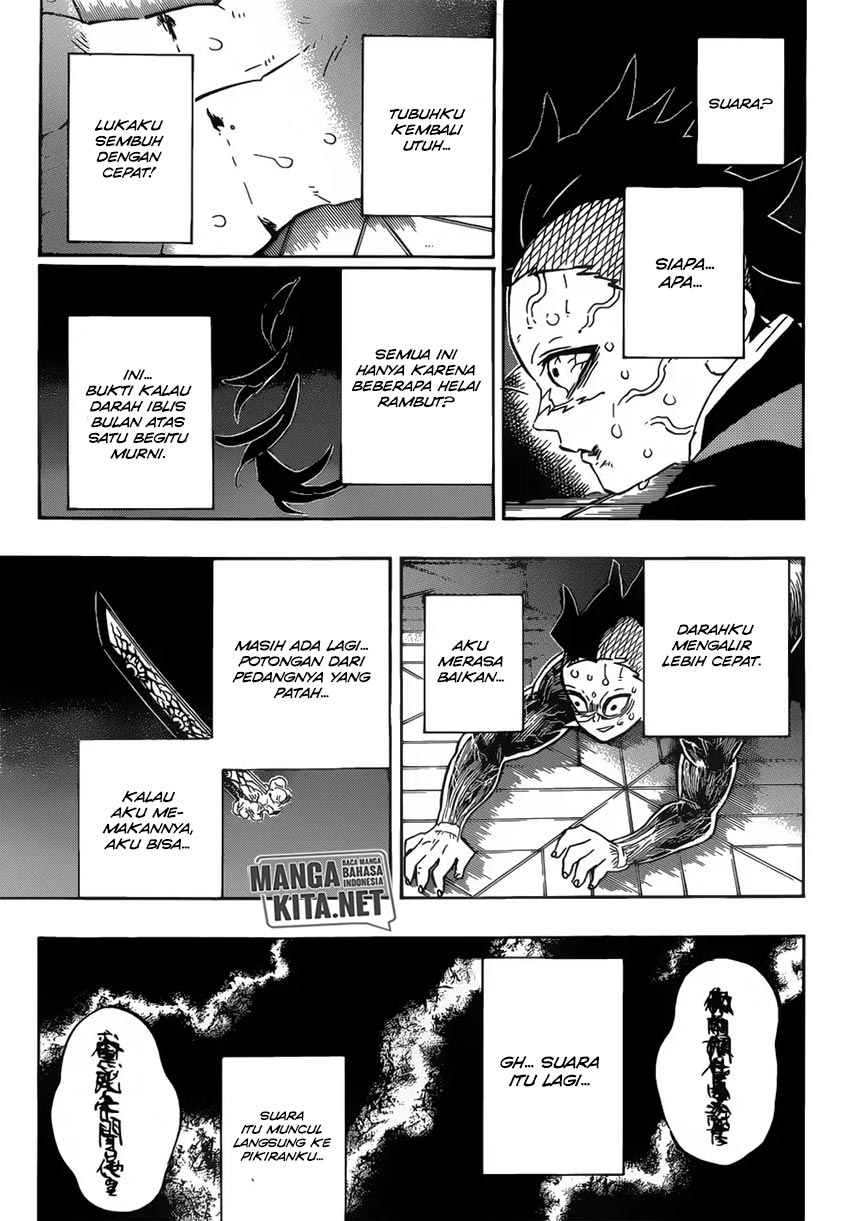 SUARA?
SIAPA...
APA...
TUBUHKU
KEMBALI
UTUH...
LUKAKU
SEMBUH
DENGAN
CEPAT!
SEMUA INI
HANYA KARENA
BEBERAPA HELAI
RAMBUT?
INI...
BUKTI KALAU
DARAH IBLIS
BULAN ATAS
SATU BEGITU
MURNI.
DARAHKU
MENGALIR
LEBIH CEPAT.
AKU
MERASA
BAIKAN...
MASIH ADA LAGI...
POTONGAN DARI
PEDANGNYA YANG
PATAH...
KALAU
AKU ME-
MAKANNYA,
AKU BISA...
MANGA
KITA.NET
BACA MANGA
BAHASA
INDONESIA
GH... SUARA
ITU LAGI...
SUARA
ITU MUNCUL
LANGSUNG KE
PIKIRANKU...